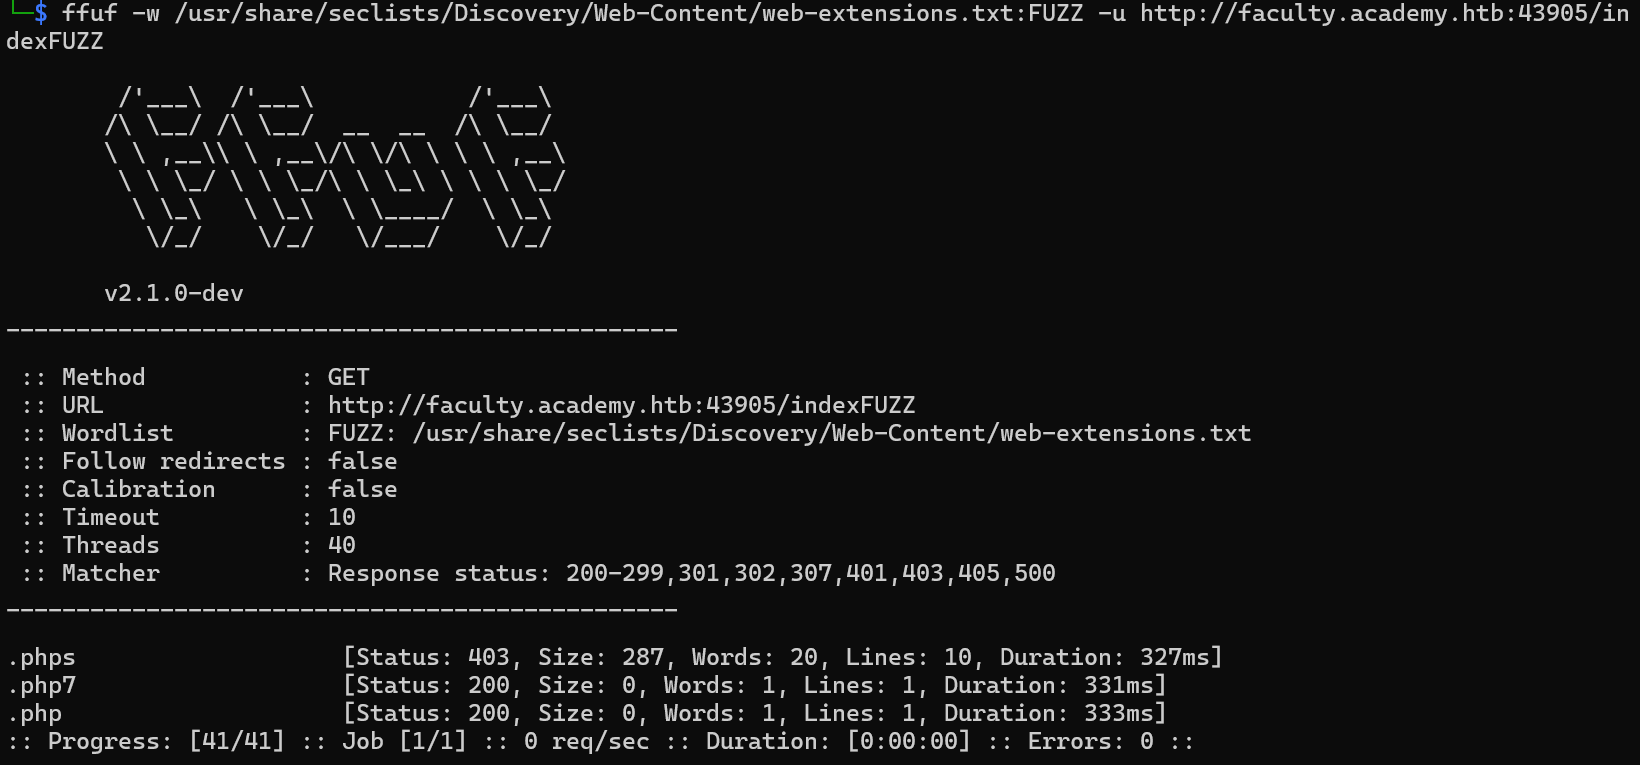 └─$ ffuf -w /usr/share/seclists/Discovery/Web-Content/web-extensions.txt:FUZZ -u http://faculty.academy.htb:43905/in
dexFUZZ

        /'___\  /'___\           /'___\
       /\ \__/ /\ \__/  __  __  /\ \__/
       \ \ ,__\\ \ ,__\/\ \/\ \ \ \ ,__\
        \ \ \_/ \ \ \_/\ \ \_\ \ \ \ \_/
         \ \_\   \ \_\  \ \____/  \ \_\
          \/_/    \/_/   \/___/    \/_/

       v2.1.0-dev
________________________________________________

 :: Method           : GET
 :: URL              : http://faculty.academy.htb:43905/indexFUZZ
 :: Wordlist         : FUZZ: /usr/share/seclists/Discovery/Web-Content/web-extensions.txt
 :: Follow redirects : false
 :: Calibration      : false
 :: Timeout          : 10
 :: Threads          : 40
 :: Matcher          : Response status: 200-299,301,302,307,401,403,405,500
________________________________________________

.phps                   [Status: 403, Size: 287, Words: 20, Lines: 10, Duration: 327ms]
.php7                   [Status: 200, Size: 0, Words: 1, Lines: 1, Duration: 331ms]
.php                    [Status: 200, Size: 0, Words: 1, Lines: 1, Duration: 333ms]
:: Progress: [41/41] :: Job [1/1] :: 0 req/sec :: Duration: [0:00:00] :: Errors: 0 ::